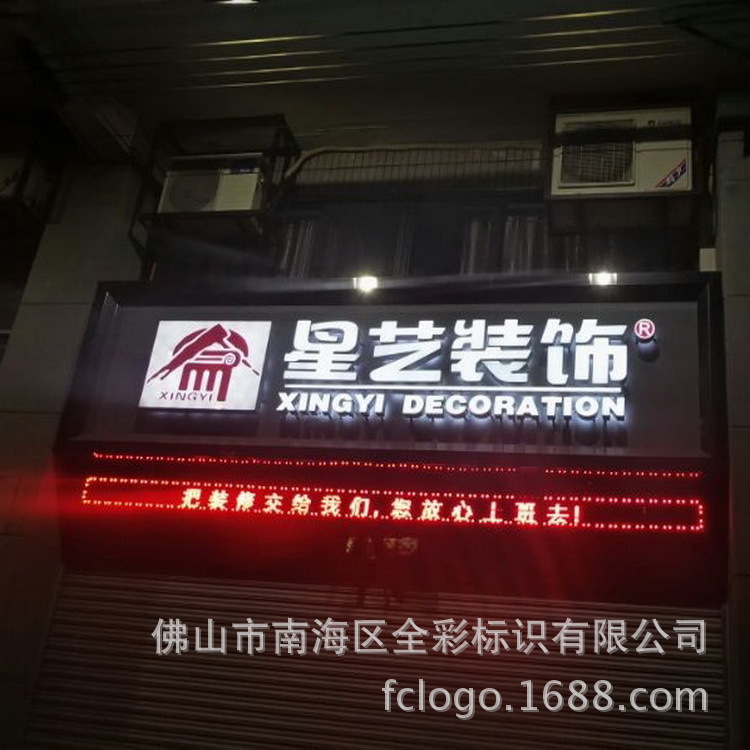 星艺装饰®
XINGYI
XINGYI DECORATION
把装修交给我们,您放心上班去!
佛山市南海区全彩标识有限公司
fclogo.1688.com